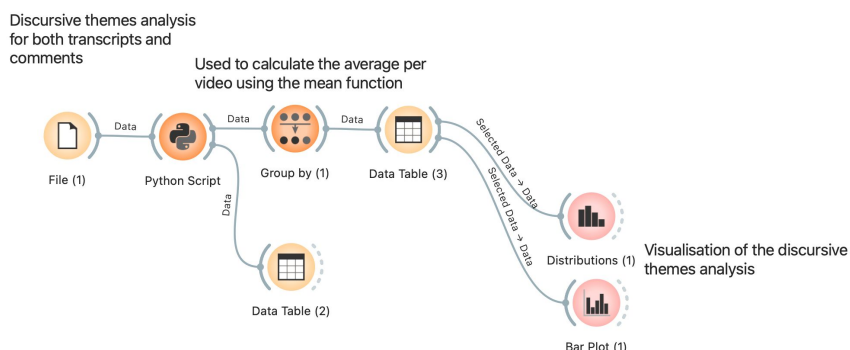 Discursive themes analysis
for both transcripts and
comments
Used to calculate the average per
video using the mean function
Data
Data
Data
Selected Data → Data
Selected Data → Data
Data
File (1)
Python Script
Group by (1)
Data Table (3)
Data Table (2)
Distributions (1)
Visualisation of the discursive
themes analysis
Bar Plot (1)